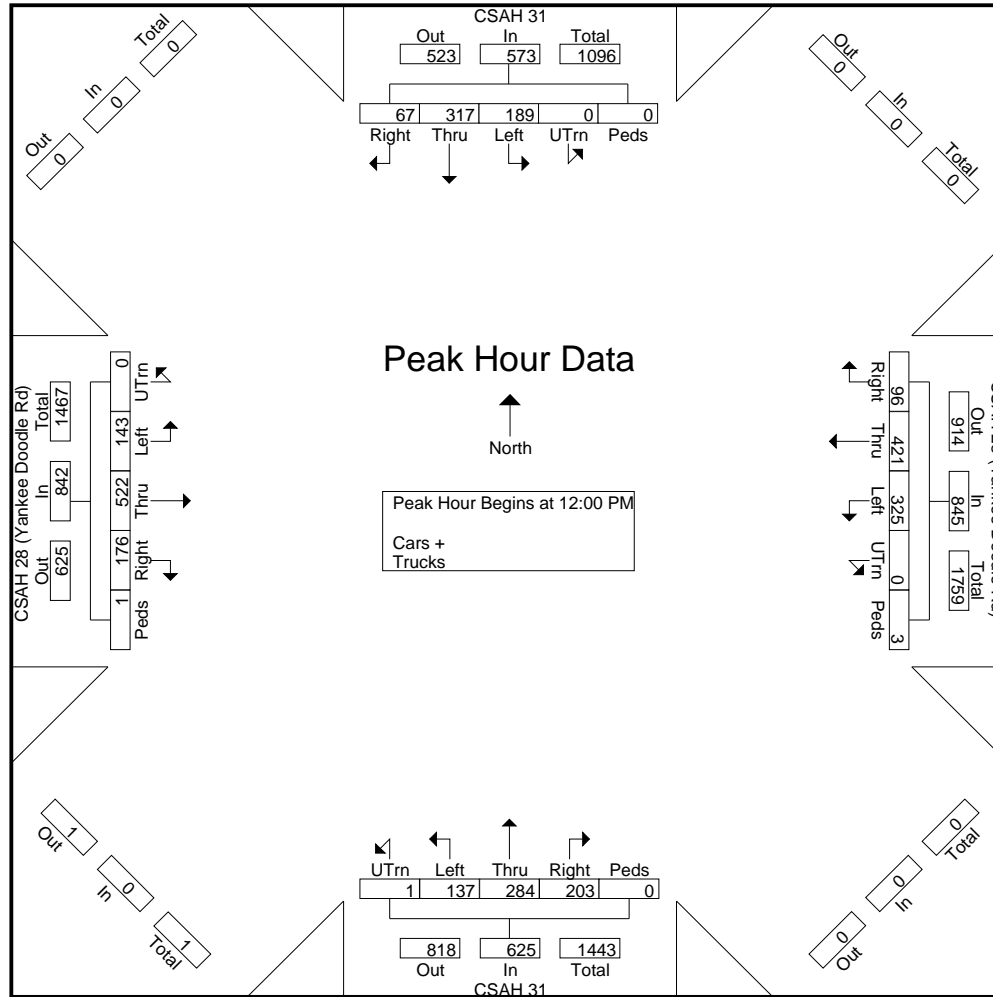 CSAH 31
Out In Total
523 573 1096
67 317 189 0 0
Right Thru Left UTrn Peds
Out In Total
0 0 0
Out In Total
0 0 0
CSAH 28 (Yankee Doodle Rd)
Out In Total
625 842 1467
0 143 522 176 1
UTrn Left Thru Right Peds
Peak Hour Data
North
Peak Hour Begins at 12:00 PM
Cars +
Trucks
Right Thru Left UTrn Peds
96 421 325 0 3
Out In Total
914 845 1759
Out In Total
1 0 1
UTrn Left Thru Right Peds
1 137 284 203 0
818 625 1443
Out In Total
CSAH 31
Out In Total
0 0 0